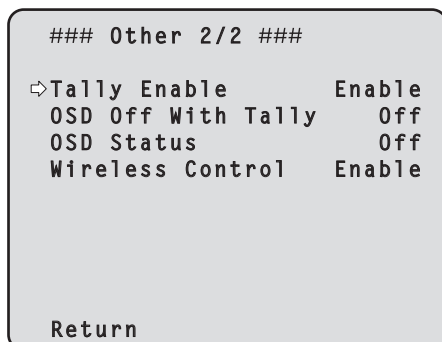 ### Other 2/2 ###
⇨Tally Enable Enable
OSD Off With Tally Off
OSD Status Off
Wireless Control Enable
Return